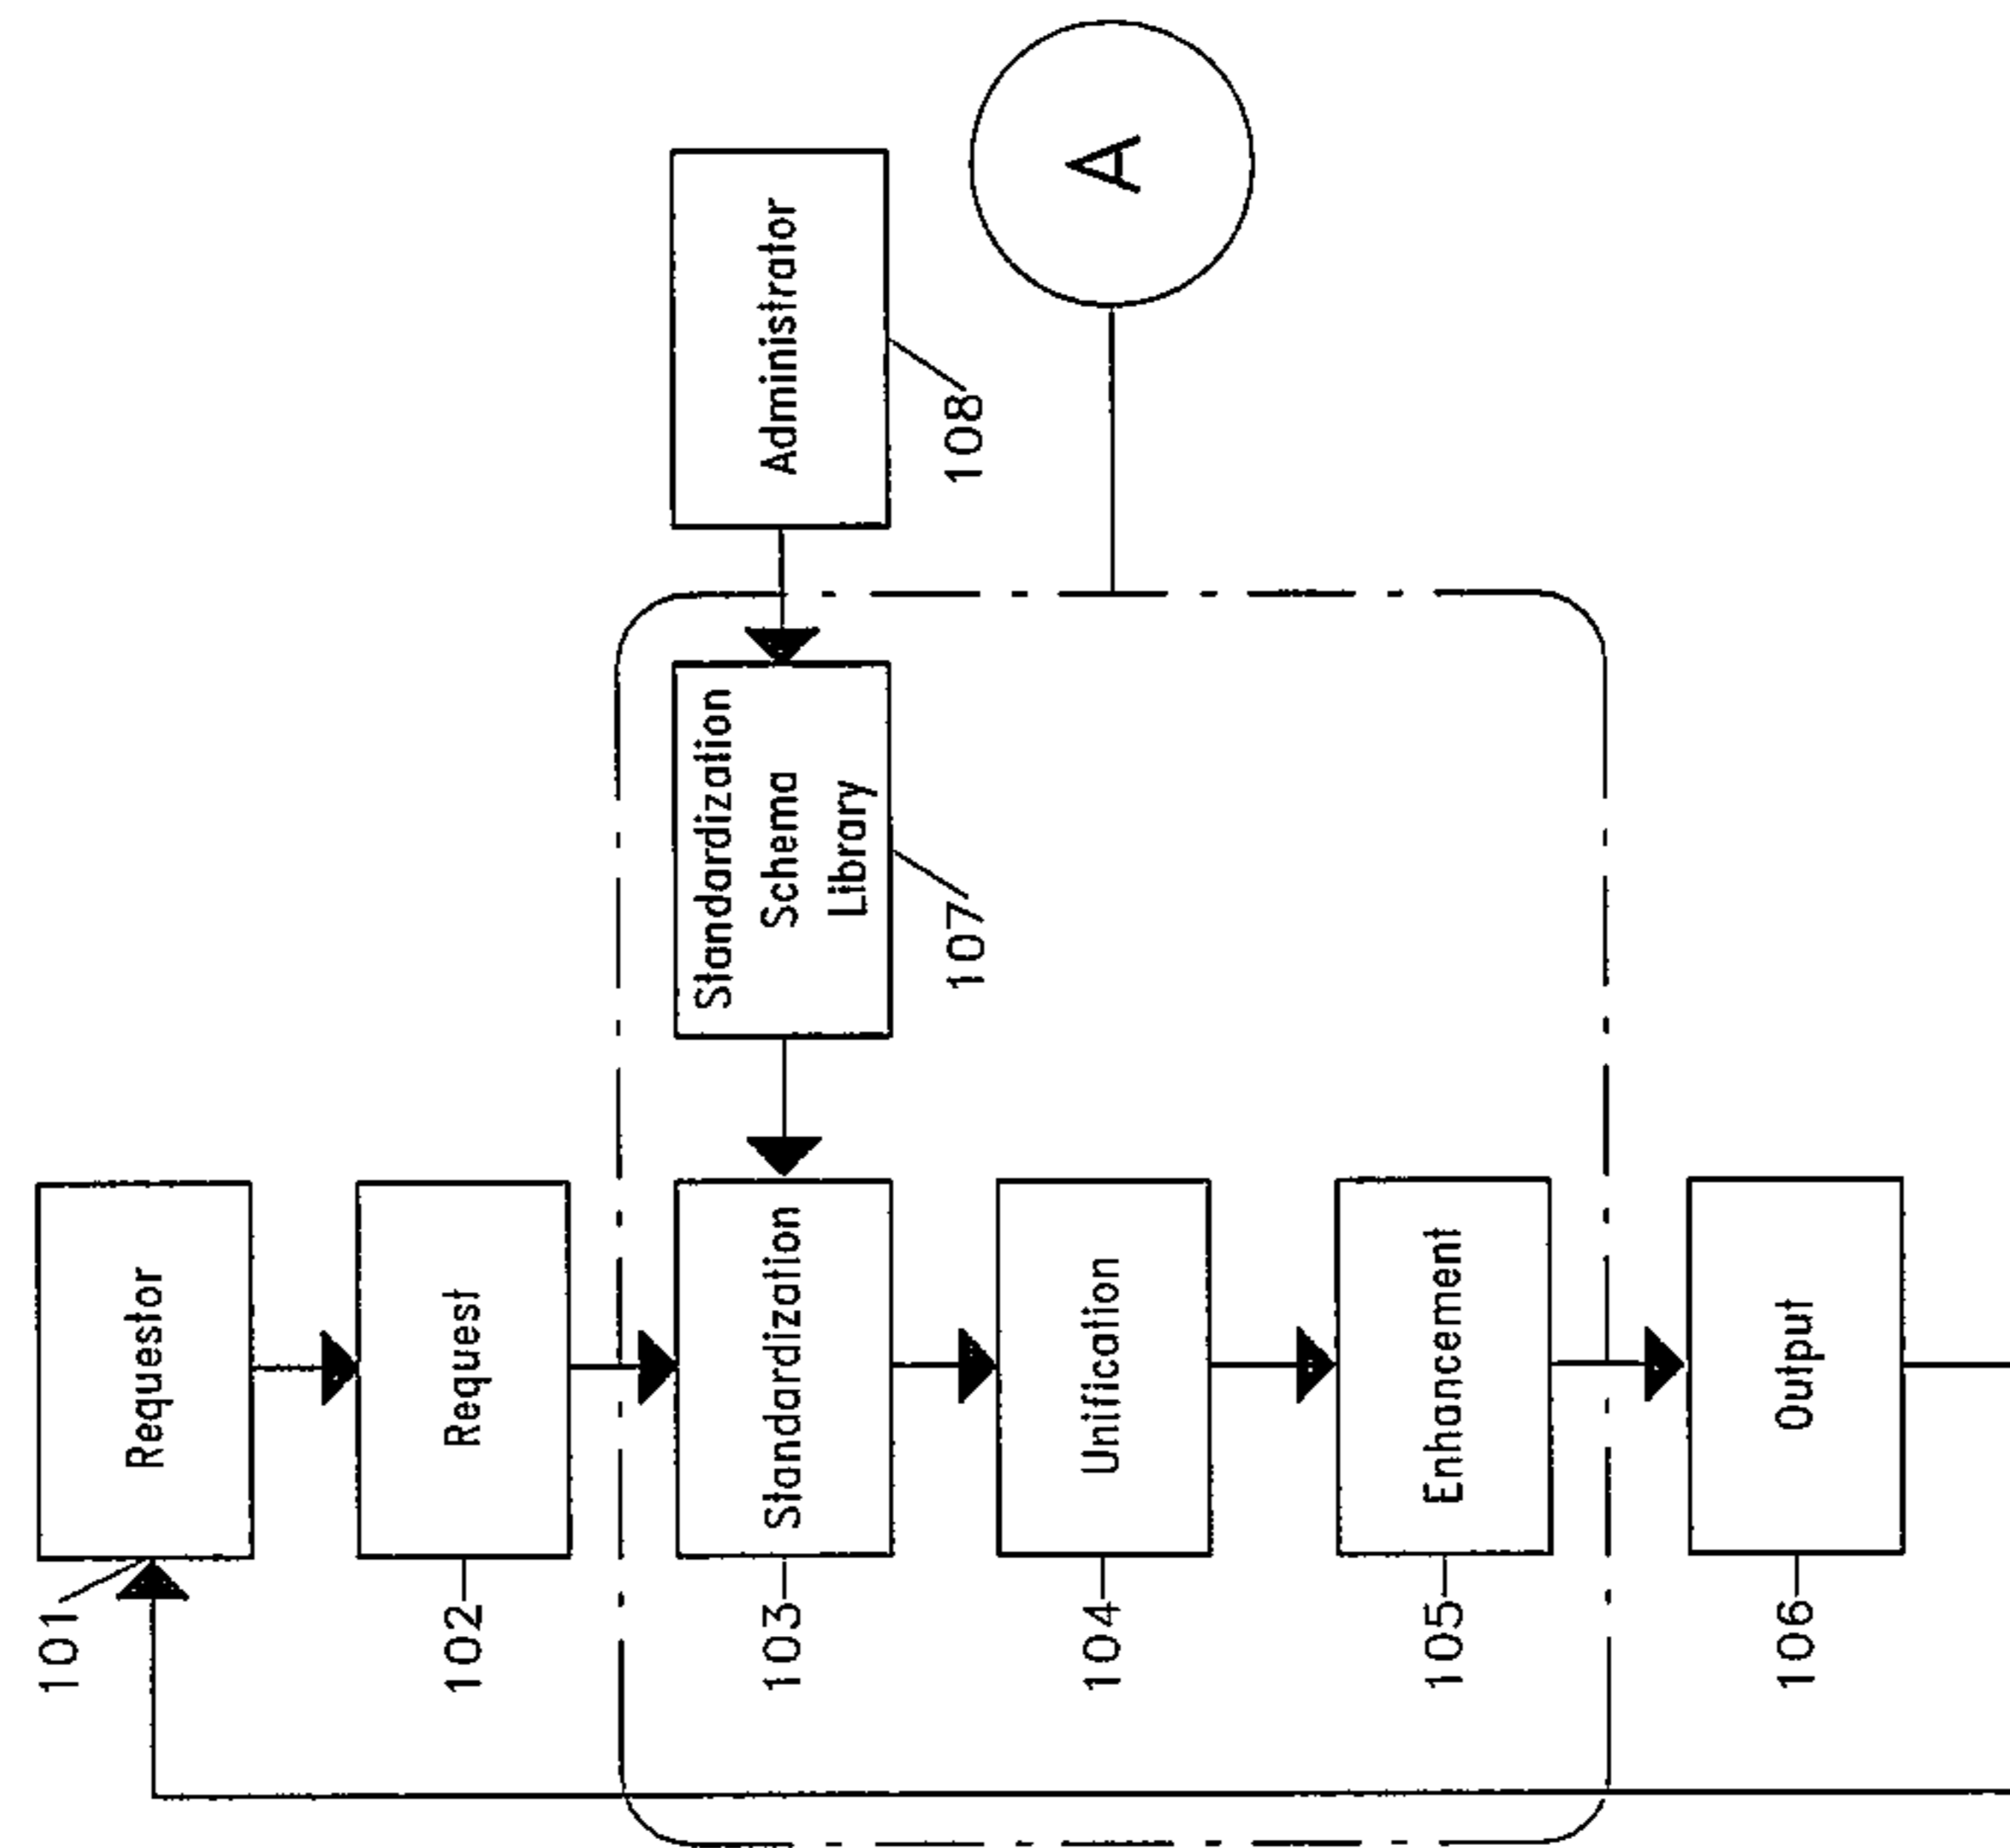 Requestor
101
Request
102
Standardization
103
Unification
104
Enhancement
105
Output
106
Standardization
Schema
Library
107
Administrator
108
A